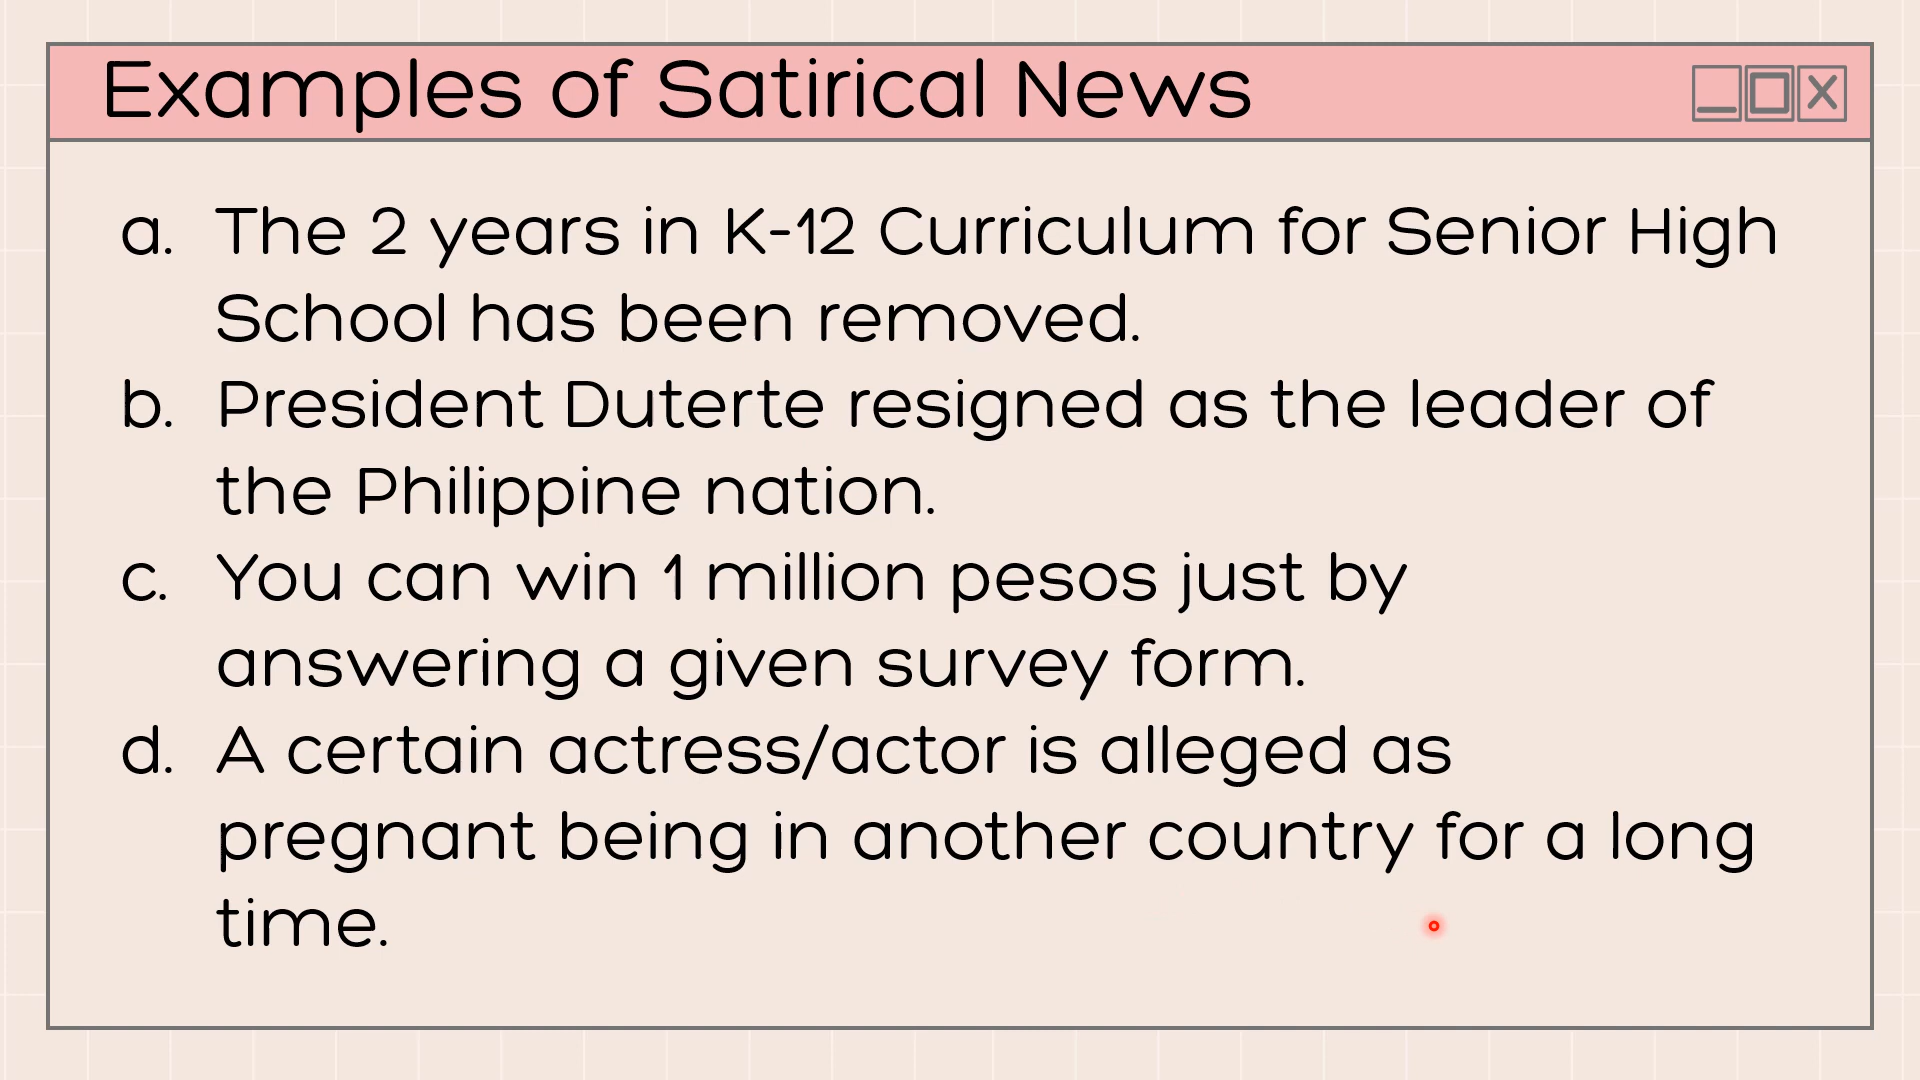 Examples of Satirical News
a. The 2 years in K-12 Curriculum for Senior High
School has been removed.
b. President Duterte resigned as the leader of
the Philippine nation.
c. You can win 1 million pesos just by
answering a given survey form.
d. A certain actress/actor is alleged as
pregnant being in another country for a long
time.